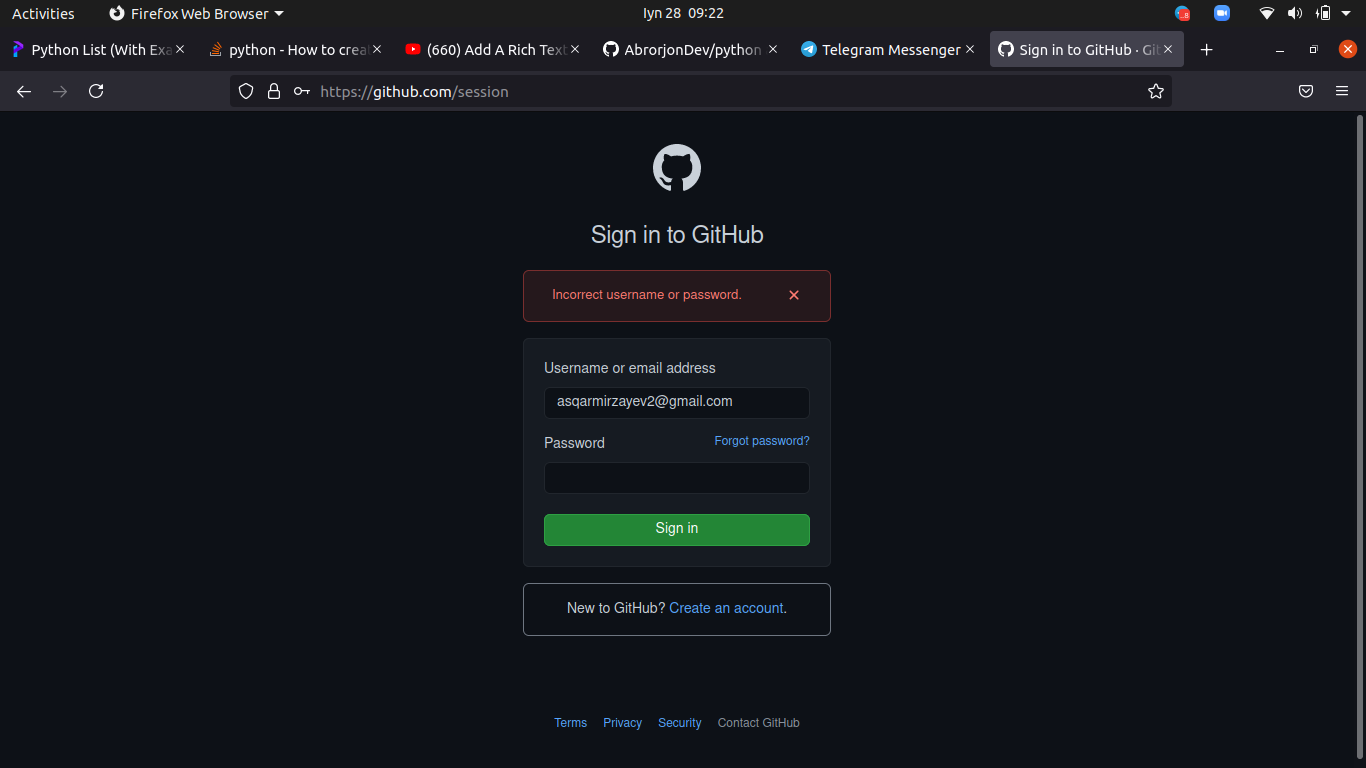 Activities Firefox Web Browser Iyn 28 09:22
Python List (With Exa python - How to crea (660) Add A Rich Text AbrorjonDev/python Telegram Messenger Sign in to GitHub · Git
https://github.com/session
Sign in to GitHub
Incorrect username or password.
Username or email address
asqarmirzayev2@gmail.com
Password Forgot password?
Sign in
New to GitHub? Create an account.
Terms Privacy Security Contact GitHub